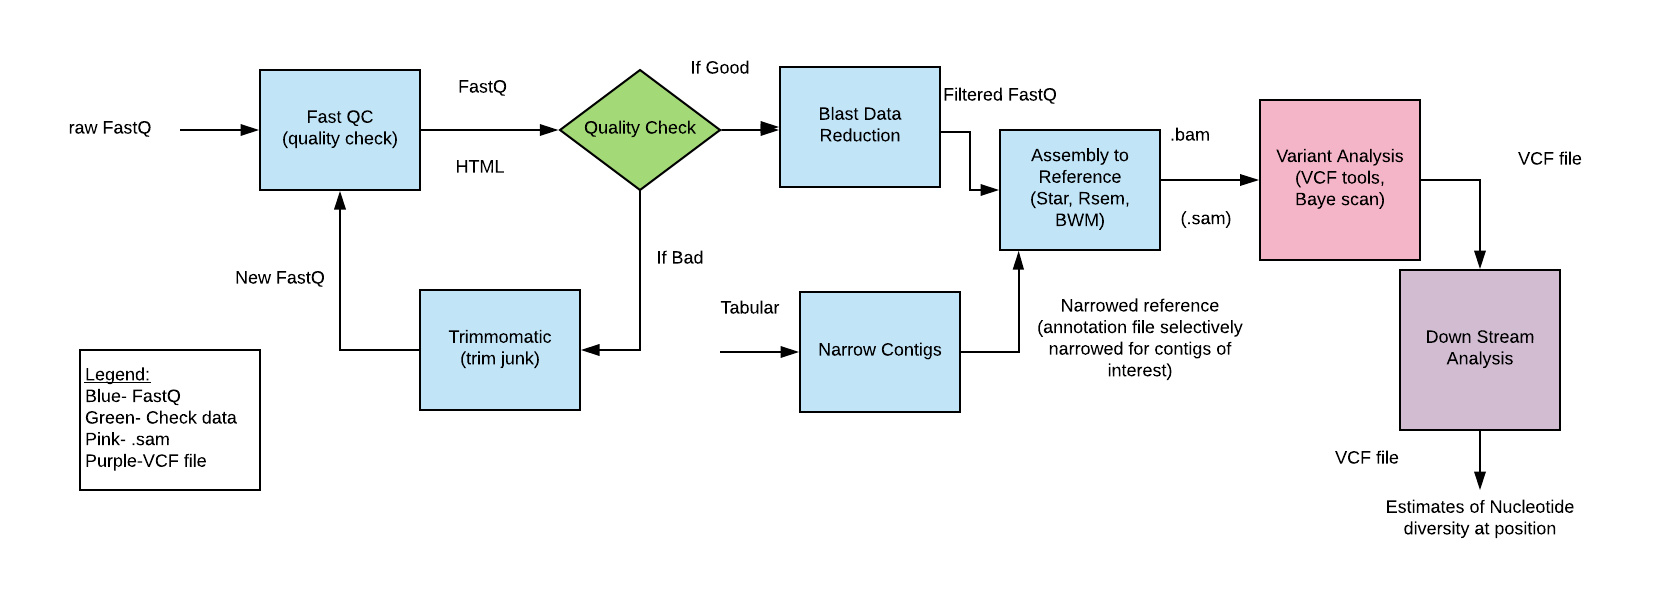 raw FastQ
Fast QC
(quality check)
FastQ
HTML
Quality Check
If Good
Blast Data
Reduction
Filtered FastQ
Assembly to
Reference
(Star, Rsem,
BWM)
.bam
(.sam)
Variant Analysis
(VCF tools,
Baye scan)
VCF file
If Bad
New FastQ
Trimmomatic
(trim junk)
Tabular
Narrow Contigs
Narrowed reference
(annotation file selectively
narrowed for contigs of
interest)
Down Stream
Analysis
Legend:
Blue- FastQ
Green- Check data
Pink- .sam
Purple-VCF file
VCF file
Estimates of Nucleotide
diversity at position